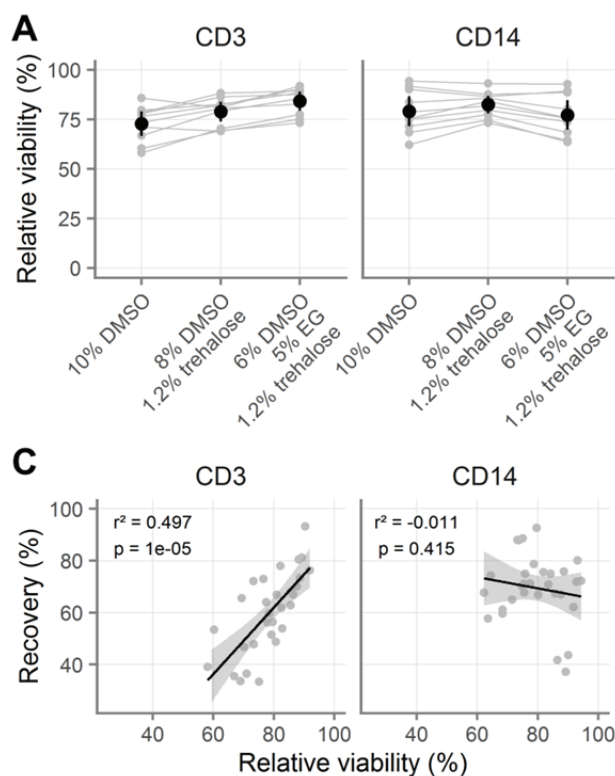 A
CD3 CD14
Relative viability (%)
100
75
50
25
0
10% DMSO
8% DMSO
1.2% trehalose
6% DMSO
5% EG
1.2% trehalose
10% DMSO
8% DMSO
1.2% trehalose
6% DMSO
5% EG
1.2% trehalose
C
CD3 CD14
Recovery (%)
100
80
60
40
r² = 0.497
p = 1e-05
r² = -0.011
p = 0.415
40 60 80 100 40 60 80 100
Relative viability (%)